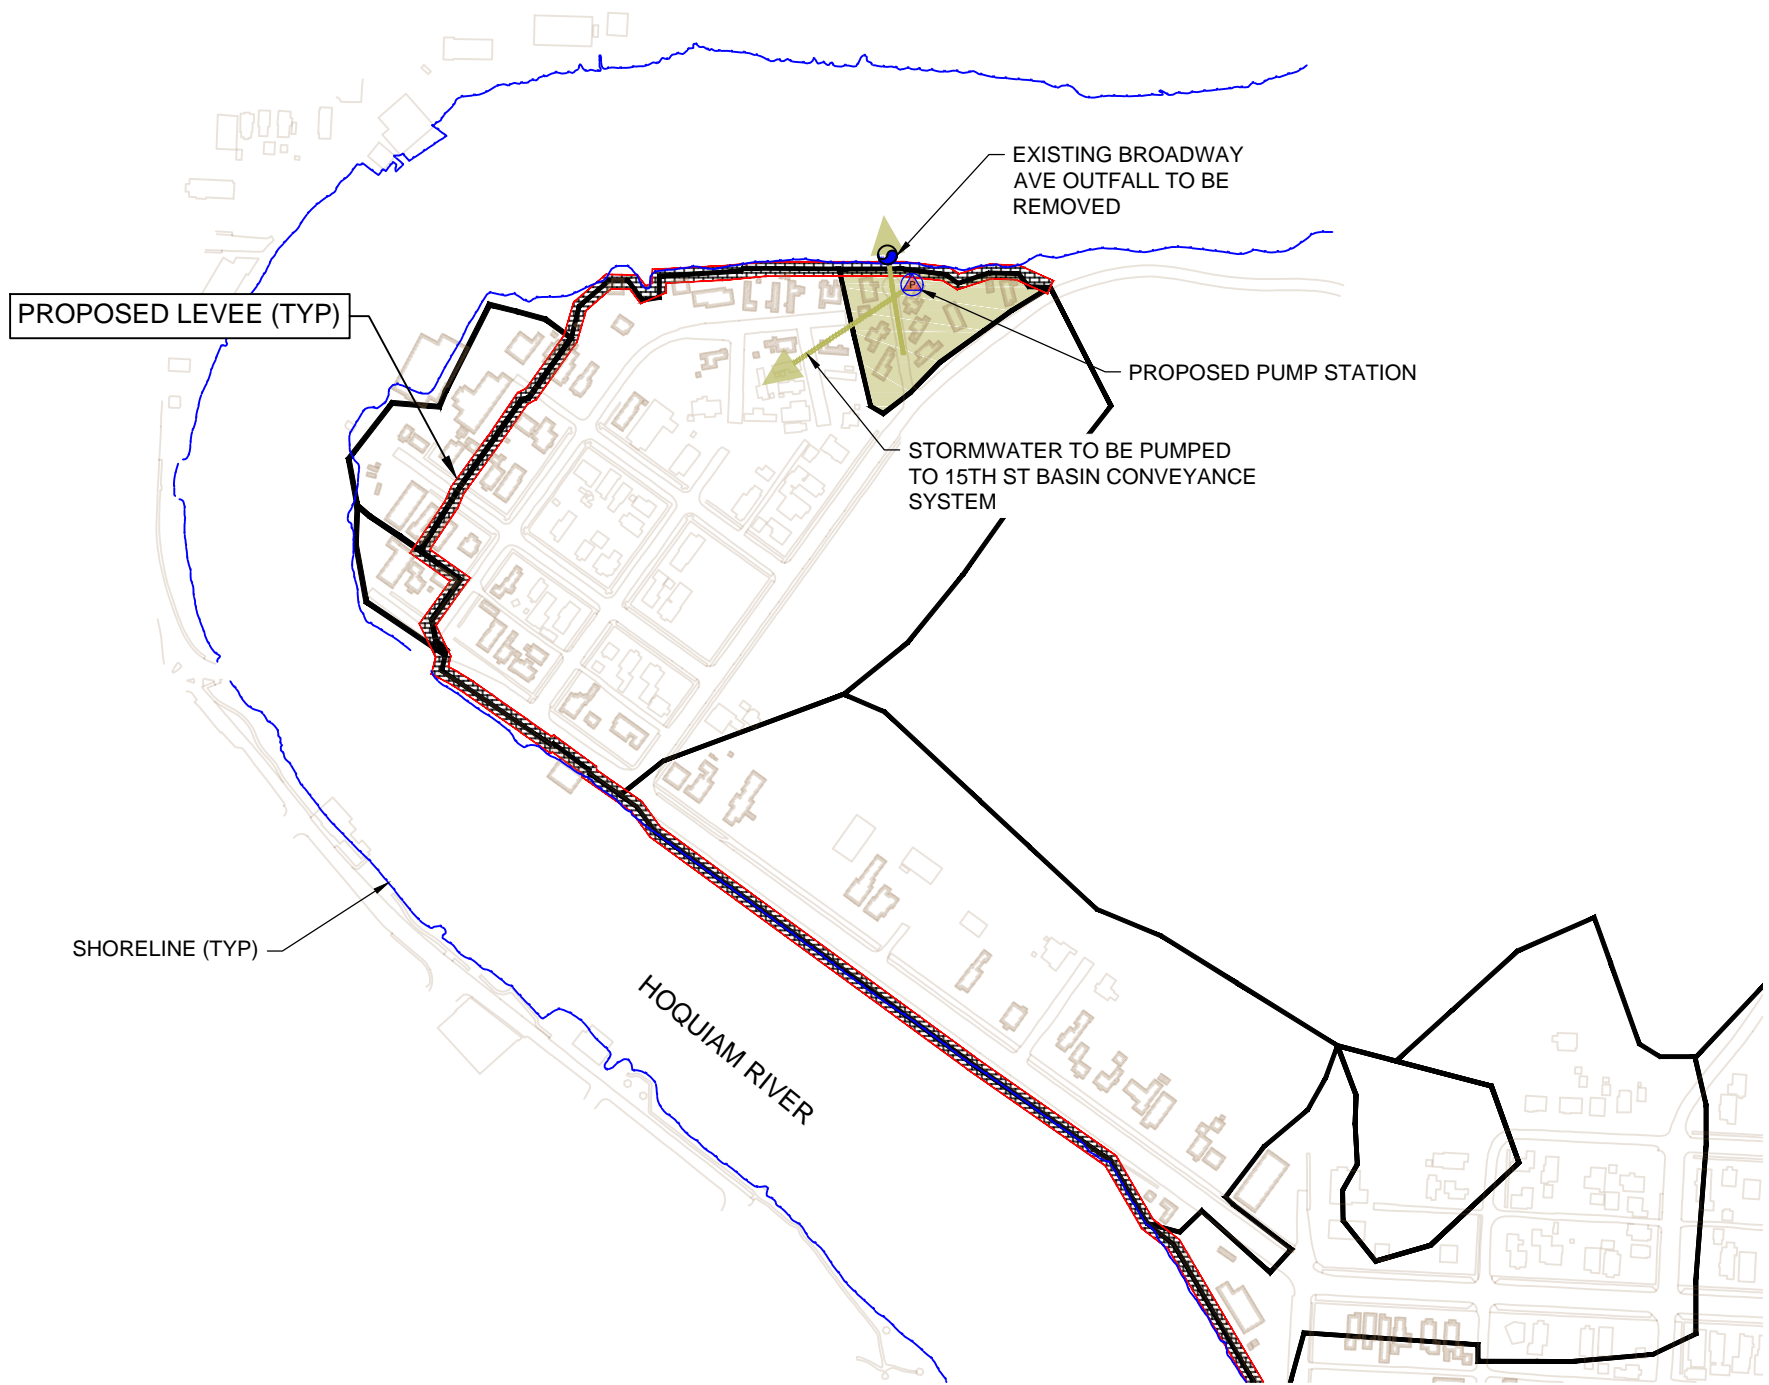 EXISTING BROADWAY
AVE OUTFALL TO BE
REMOVED
PROPOSED LEVEE (TYP)
P
PROPOSED PUMP STATION
STORMWATER TO BE PUMPED
TO 15TH ST BASIN CONVEYANCE
SYSTEM
SHORELINE (TYP)
HOQUIAM RIVER